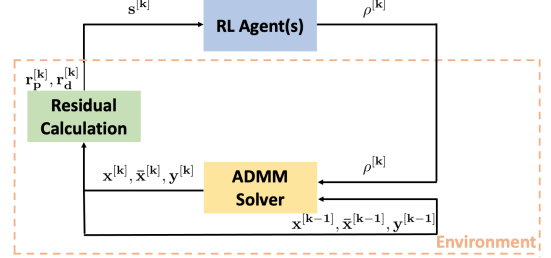 s^[k]
RL Agent(s)
ρ^[k]
r_p^[k], r_d^[k]
Residual
Calculation
x^[k], x̄^[k], y^[k]
ADMM
Solver
ρ^[k]
x^[k−1], x̄^[k−1], y^[k−1]
Environment